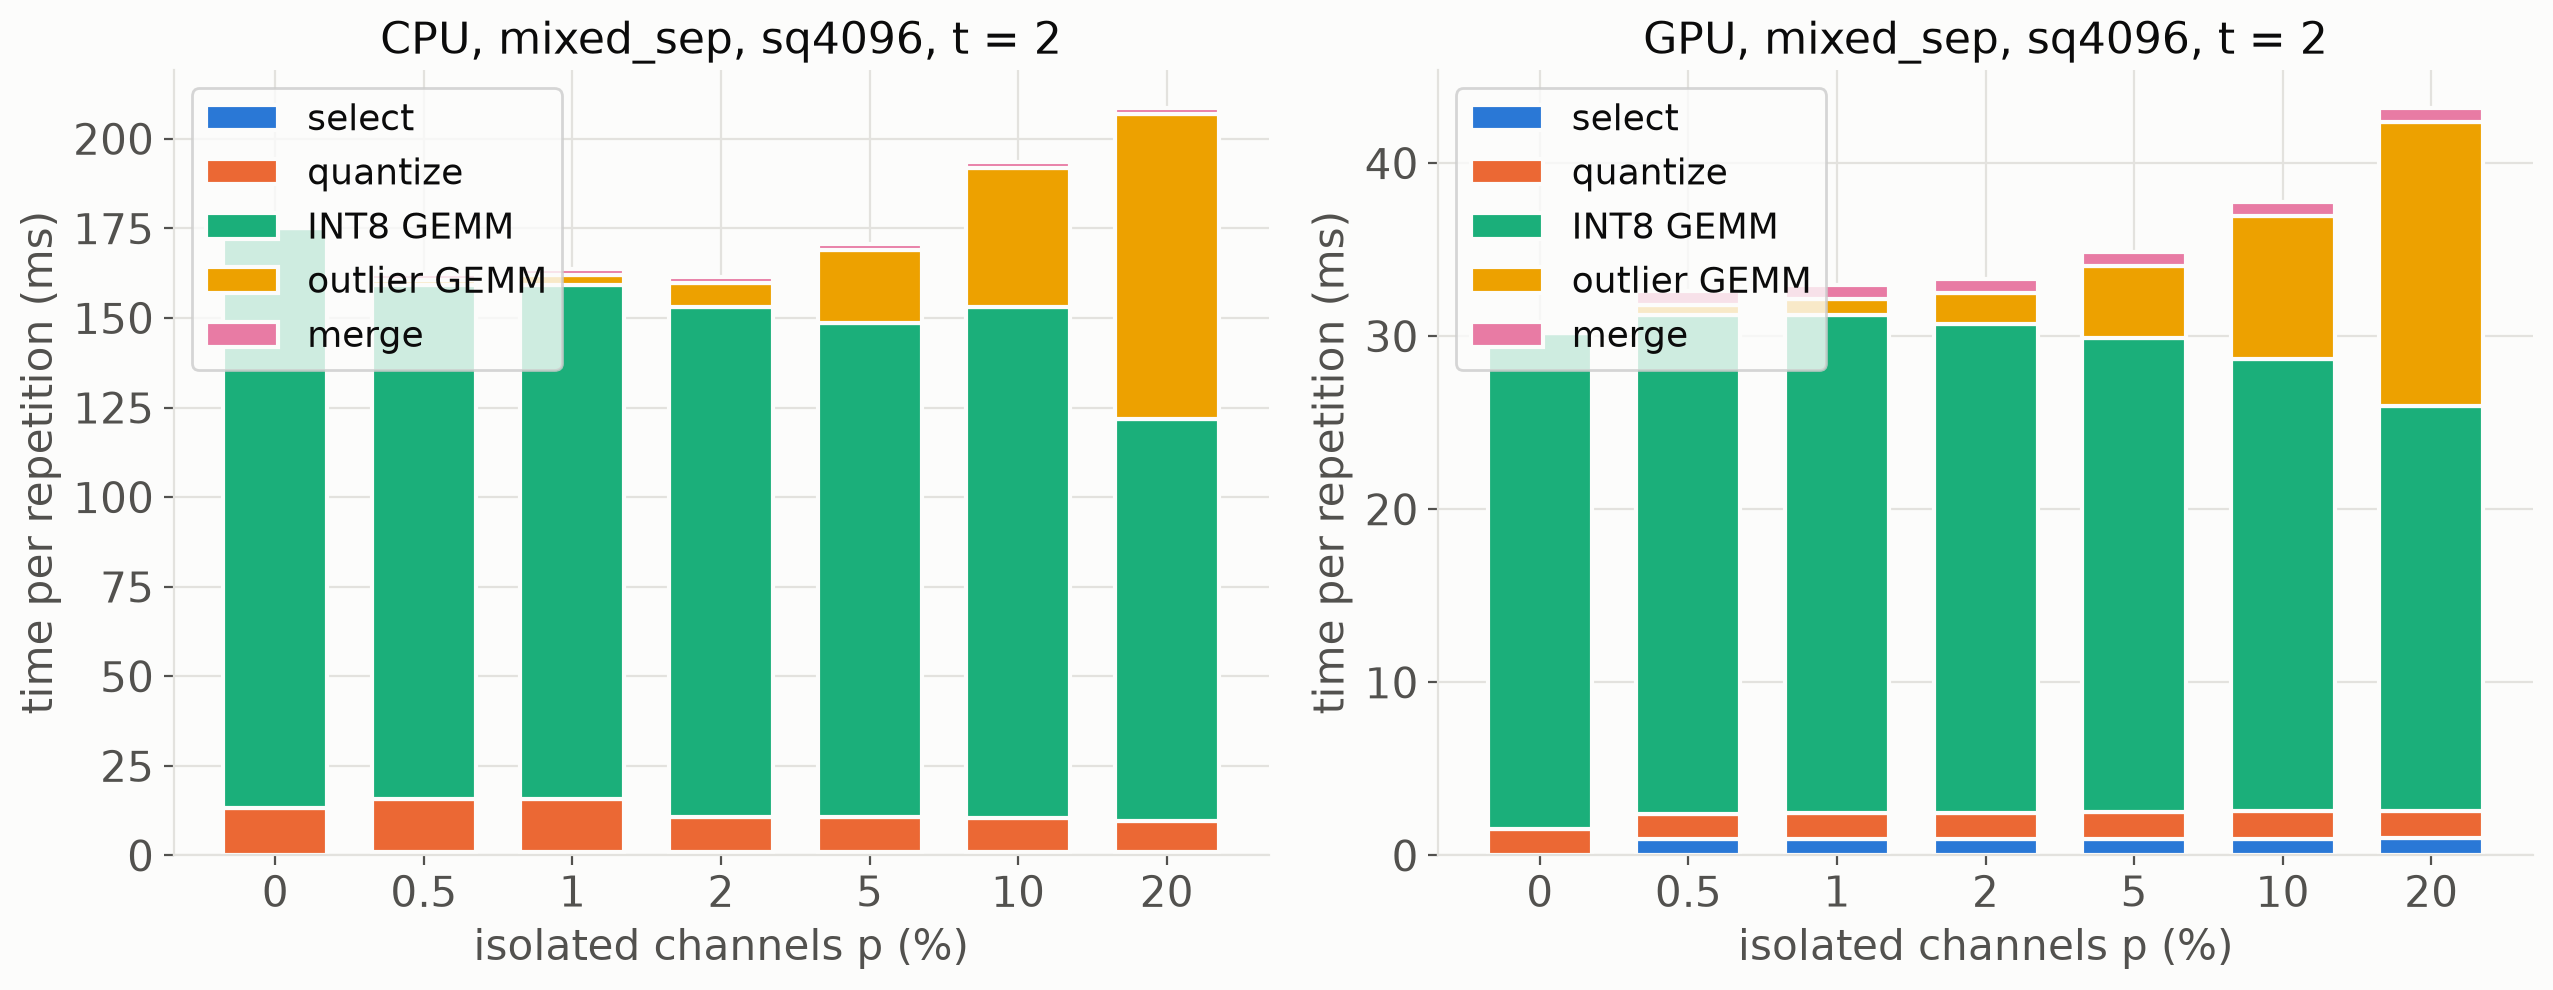 CPU, mixed_sep, sq4096, t = 2
time per repetition (ms)
200
175
150
125
100
75
50
25
0
select
quantize
INT8 GEMM
outlier GEMM
merge
0 0.5 1 2 5 10 20
isolated channels p (%)
GPU, mixed_sep, sq4096, t = 2
time per repetition (ms)
40
30
20
10
0
select
quantize
INT8 GEMM
outlier GEMM
merge
0 0.5 1 2 5 10 20
isolated channels p (%)